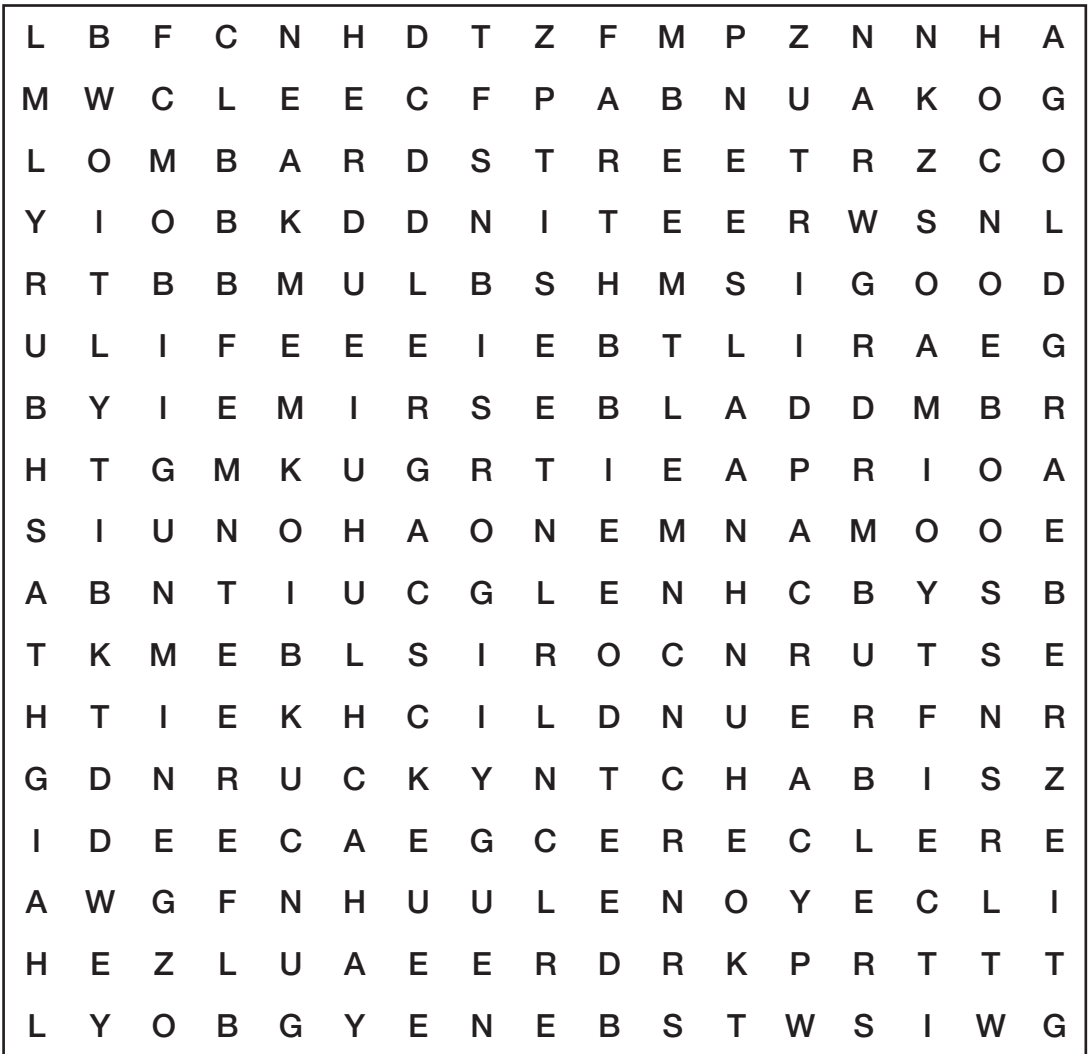 L B F C N H D T Z F M P Z N N H A
M W C L E E C F P A B N U A K O G
L O M B A R D S T R E E T R Z C O
Y I O B K D D N I T E E R W S N L
R T B B M U L B S H M S I G O O D
U L I F E E E I E B T L I R A E G
B Y I E M I R S E B L A D D M B R
H T G M K U G R T I E A P R I O A
S I U N O H A O N E M N A M O O E
A B N T I U C G L E N H C B Y S B
T K M E B L S I R O C N R U T S E
H T I E K H C I L D N U E R F N R
G D N R U C K Y N T C H A B I S Z
I D E E C A E G C E R E C L E R E
A W G F N H U U L E N O Y E C L I
H E Z L U A E E R D R K P R T T T
L Y O B G Y E N E B S T W S I W G